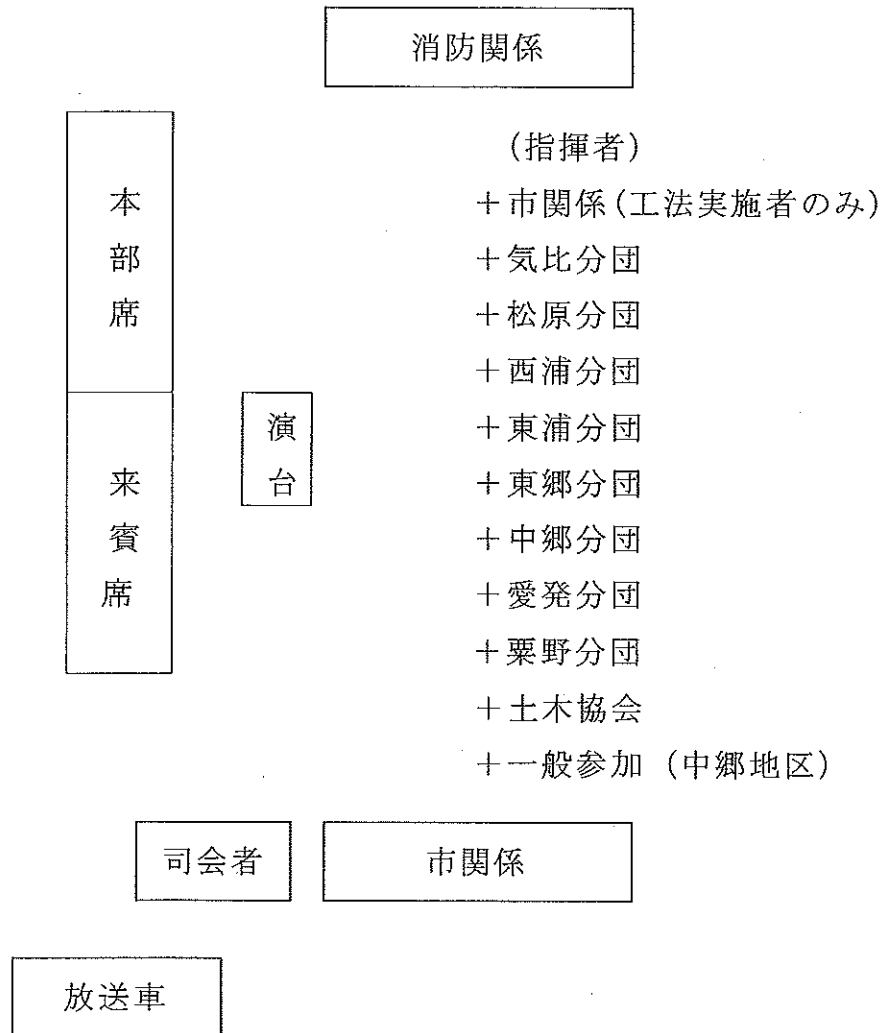 消防関係
本部席
来賓席
演台
(指揮者)
＋市関係(工法実施者のみ)
＋気比分団
＋松原分団
＋西浦分団
＋東浦分団
＋東郷分団
＋中郷分団
＋愛発分団
＋粟野分団
＋土木協会
＋一般参加 (中郷地区)
司会者
市関係
放送車